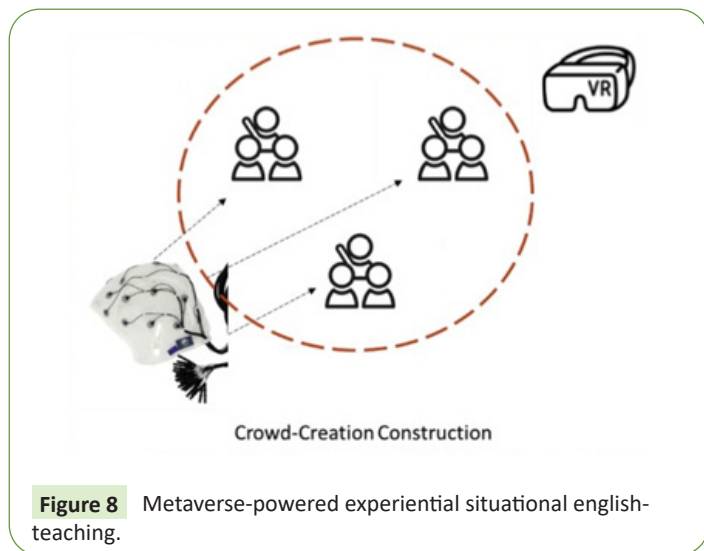 VR
Crowd-Creation Construction
Figure 8 Metaverse-powered experiential situational english-
teaching.